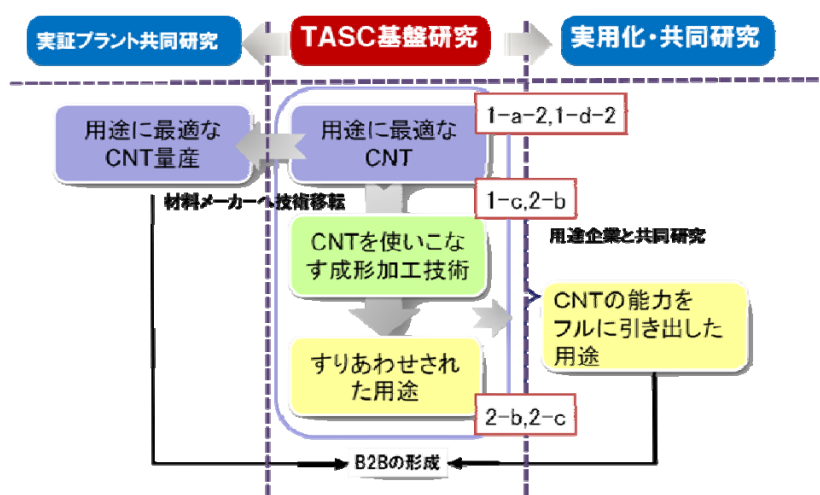 実証プラント共同研究
TASC基盤研究
実用化・共同研究
1-a-2,1-d-2
用途に最適な
CNT量産
用途に最適な
CNT
材料メーカーへ技術移転
1-c,2-b
CNTを使いこな
す成形加工技術
用途企業と共同研究
CNTの能力を
フルに引き出した
用途
すりあわせされ
た用途
2-b,2-c
B2Bの形成